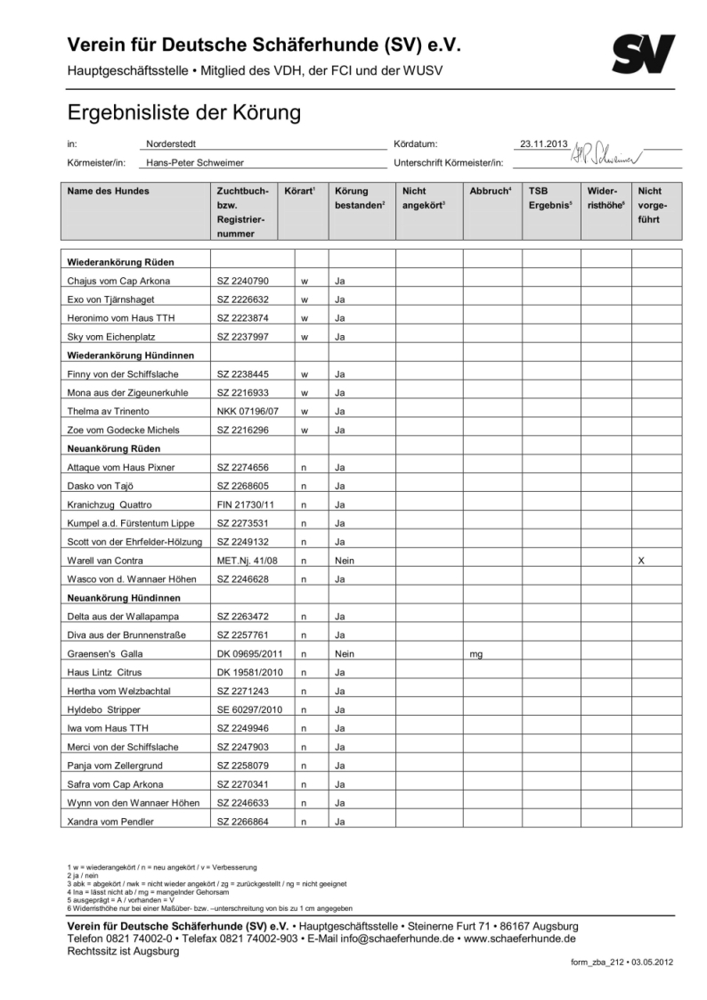 Verein für Deutsche Schäferhunde (SV) e.V.
Hauptgeschäftsstelle • Mitglied des VDH, der FCI und der WUSV
SV
Ergebnisliste der Körung
in: Norderstedt Kördatum: 23.11.2013
Körmeister/in: Hans-Peter Schweimer Unterschrift Körmeister/in: HP Schweimer
Name des Hundes Zuchtbuch- bzw. Registrier- nummer Körart¹ Körung bestanden² Nicht angekört³ Abbruch⁴ TSB Ergebnis⁵ Wider- risthöhe⁶ Nicht vorge- führt
Wiederankörung Rüden
Chajus vom Cap Arkona SZ 2240790 w Ja
Exo von Tjärnshaget SZ 2226632 w Ja
Heronimo vom Haus TTH SZ 2223874 w Ja
Sky vom Eichenplatz SZ 2237997 w Ja
Wiederankörung Hündinnen
Finny von der Schiffslache SZ 2238445 w Ja
Mona aus der Zigeunerkuhle SZ 2216933 w Ja
Thelma av Trinento NKK 07196/07 w Ja
Zoe vom Godecke Michels SZ 2216296 w Ja
Neuankörung Rüden
Attaque vom Haus Pixner SZ 2274656 n Ja
Dasko von Tajö SZ 2268605 n Ja
Kranichzug Quattro FIN 21730/11 n Ja
Kumpel a.d. Fürstentum Lippe SZ 2273531 n Ja
Scott von der Ehrfelder-Hölzung SZ 2249132 n Ja
Warell van Contra MET.Nj. 41/08 n Nein X
Wasco von d. Wannaer Höhen SZ 2246628 n Ja
Neuankörung Hündinnen
Delta aus der Wallapampa SZ 2263472 n Ja
Diva aus der Brunnenstraße SZ 2257761 n Ja
Graensen's Galla DK 09695/2011 n Nein mg
Haus Lintz Citrus DK 19581/2010 n Ja
Hertha vom Welzbachtal SZ 2271243 n Ja
Hyldebo Stripper SE 60297/2010 n Ja
Iwa vom Haus TTH SZ 2249946 n Ja
Merci von der Schiffslache SZ 2247903 n Ja
Panja vom Zellergrund SZ 2258079 n Ja
Safra vom Cap Arkona SZ 2270341 n Ja
Wynn von den Wannaer Höhen SZ 2246633 n Ja
Xandra vom Pendler SZ 2266864 n Ja
1 w = wiederangekört / n = neu angekört / v = Verbesserung
2 ja / nein
3 abk = abgekört / nwk = nicht wieder angekört / zg = zurückgestellt / ng = nicht geeignet
4 lna = lässt nicht ab / mg = mangelnder Gehorsam
5 ausgeprägt = A / vorhanden = V
6 Widerristhöhe nur bei einer Maßüber- bzw. –unterschreitung von bis zu 1 cm angegeben
Verein für Deutsche Schäferhunde (SV) e.V. • Hauptgeschäftsstelle • Steinerne Furt 71 • 86167 Augsburg
Telefon 0821 74002-0 • Telefax 0821 74002-903 • E-Mail info@schaeferhunde.de • www.schaeferhunde.de
Rechtssitz ist Augsburg
form_zba_212 • 03.05.2012